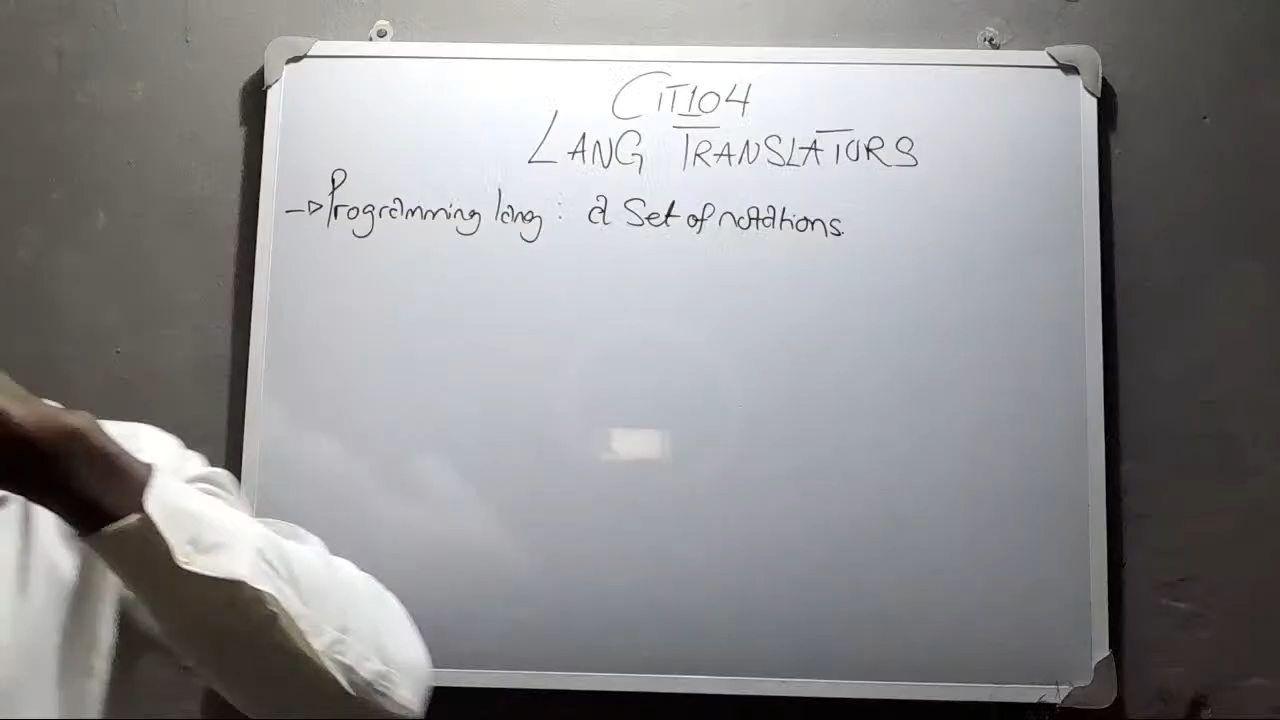 CIT104
LANG TRANSLATORS
→ Programming lang : a Set of notations.